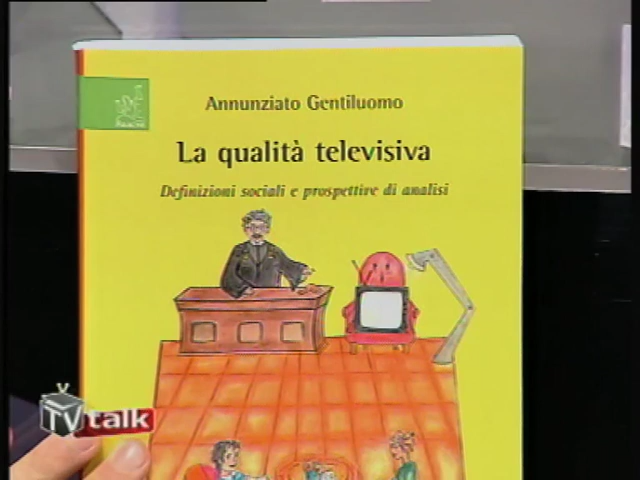 Annunziato Gentiluomo
La qualità televisiva
Definizioni sociali e prospettive di analisi
TV talk